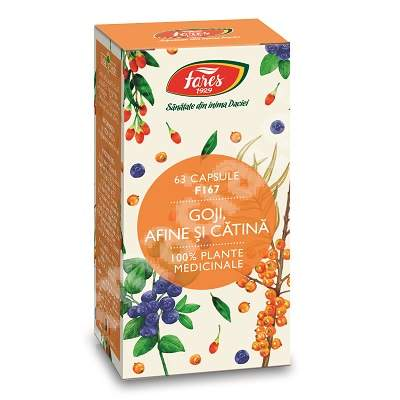 fares
1929
Sănătate din inima Daciei
63 CAPSULE
F167
GOJI,
AFINE ȘI CĂTINĂ
100% PLANTE
MEDICINALE